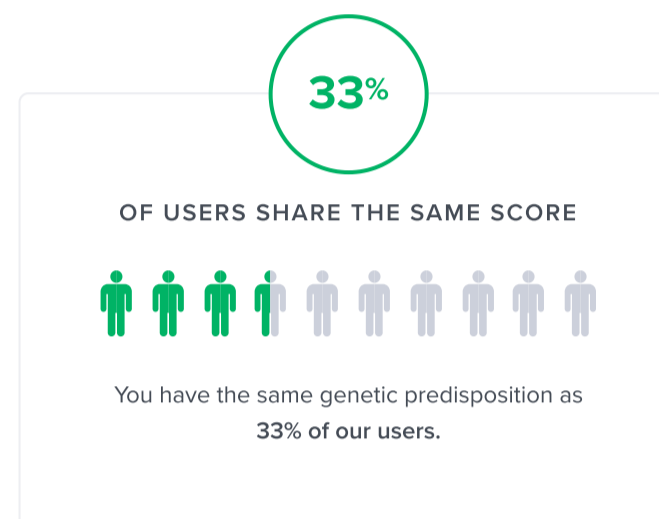 33%
OF USERS SHARE THE SAME SCORE
You have the same genetic predisposition as
33% of our users.